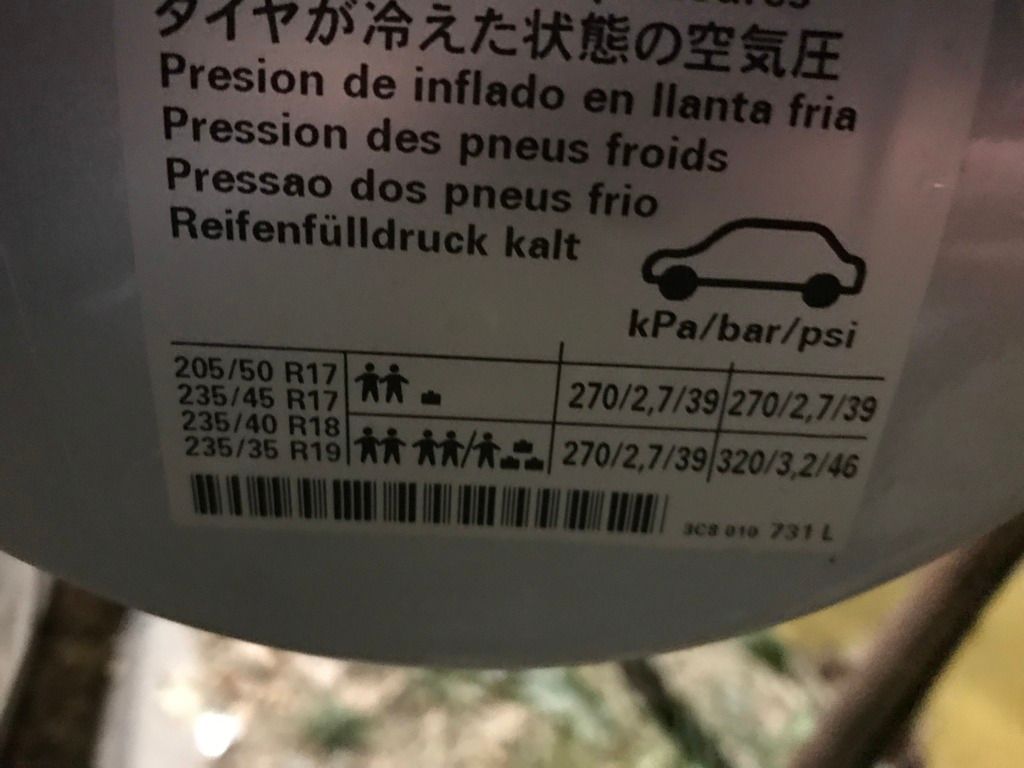 タイヤが冷えた状態の空気圧
Presion de inflado en llanta fria
Pression des pneus froids
Pressao dos pneus frio
Reifenfülldruck kalt
kPa/bar/psi
205/50 R17
235/45 R17
235/40 R18
235/35 R19
270/2,7/39 270/2,7/39
270/2,7/39 320/3,2/46
3C8 010 731 L